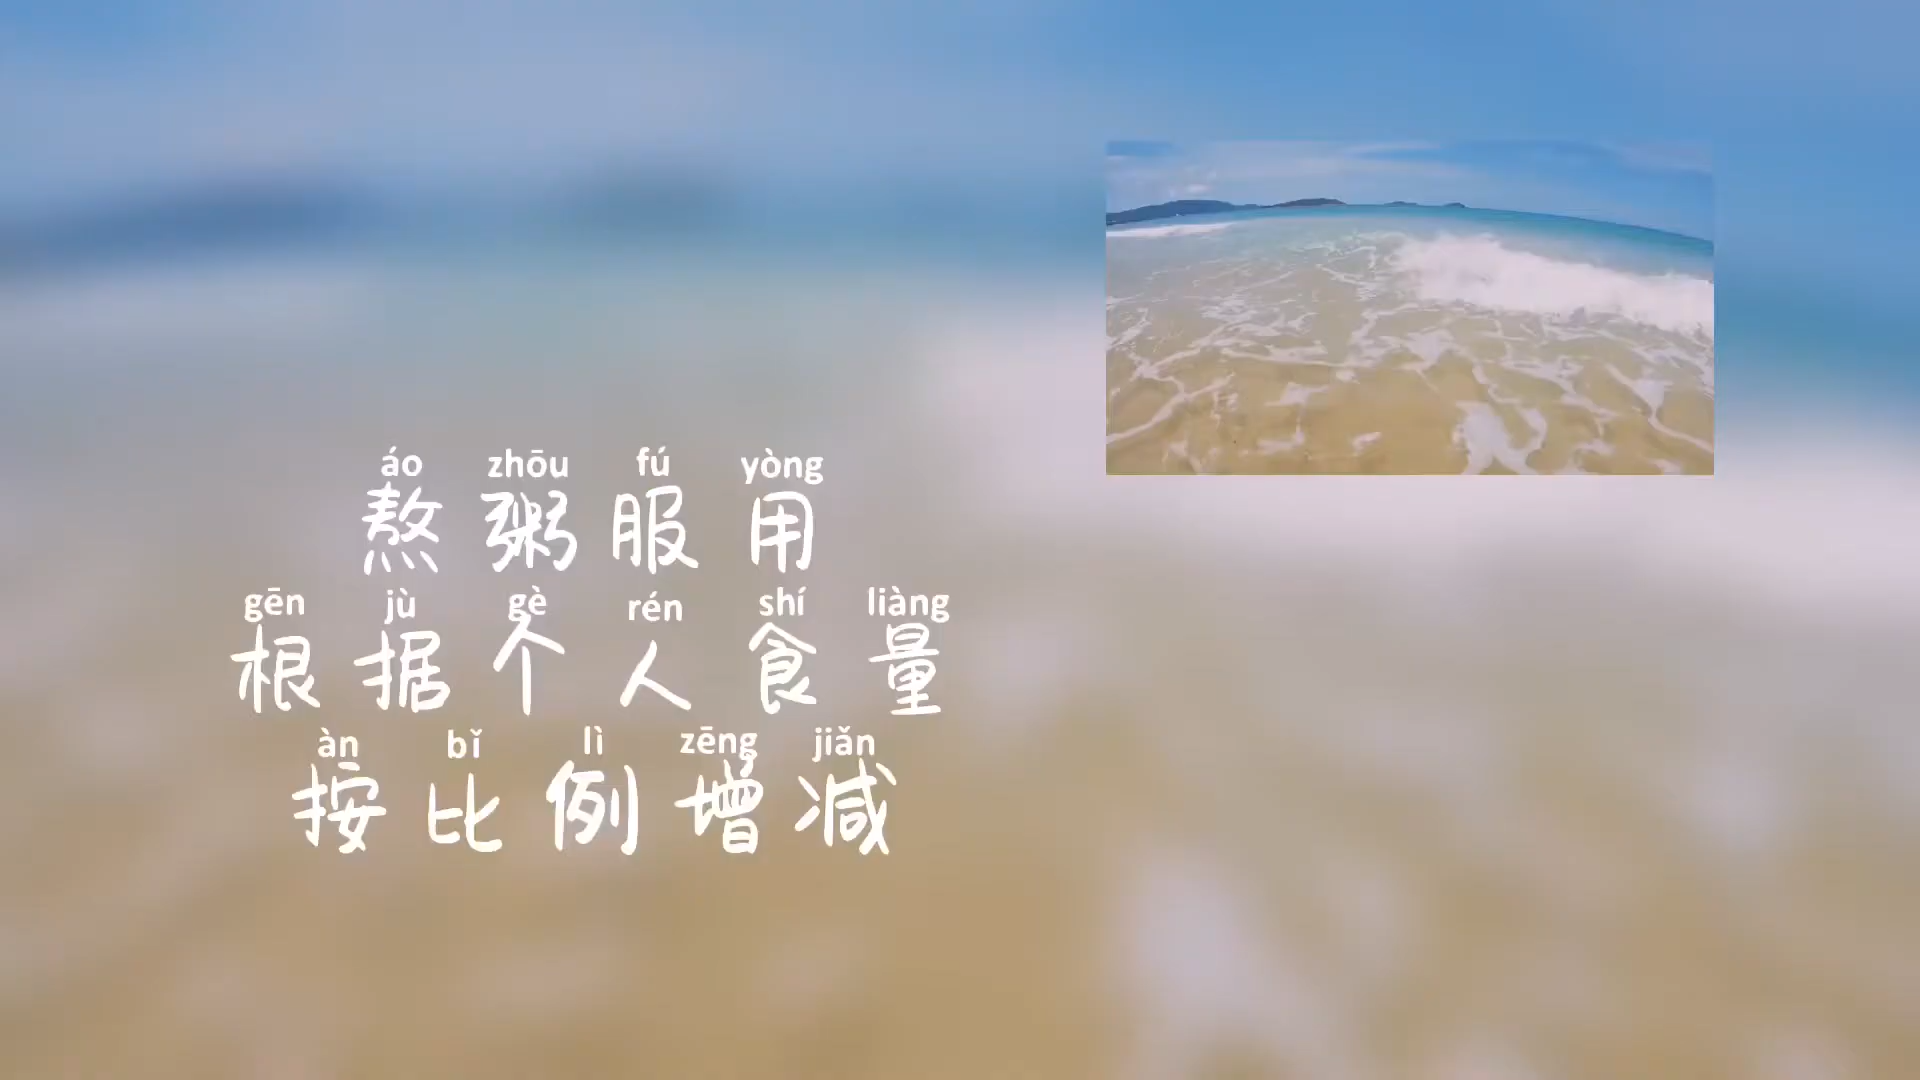 áo zhōu fú yòng
熬粥服用
gēn jù gè rén shí liàng
根据个人食量
àn bǐ lì zēng jiǎn
按比例增减